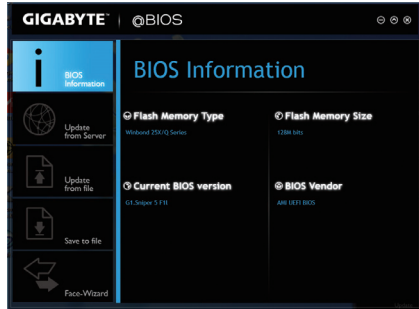 GIGABYTE™ @BIOS
BIOS Information
BIOS
Information
Update
from Server
Update
from file
Save to file
Face-Wizard
Flash Memory Type
Winbond 25X/Q Series
Flash Memory Size
128M bits
Current BIOS version
G1.Sniper 5 F3I
BIOS Vendor
AMI UEFI BIOS